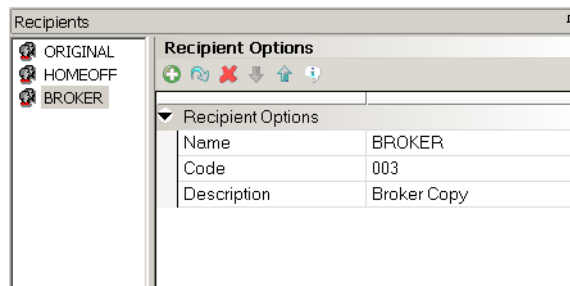 Recipients
ORIGINAL
HOMEOFF
BROKER
Recipient Options
Recipient Options
Name BROKER
Code 003
Description Broker Copy